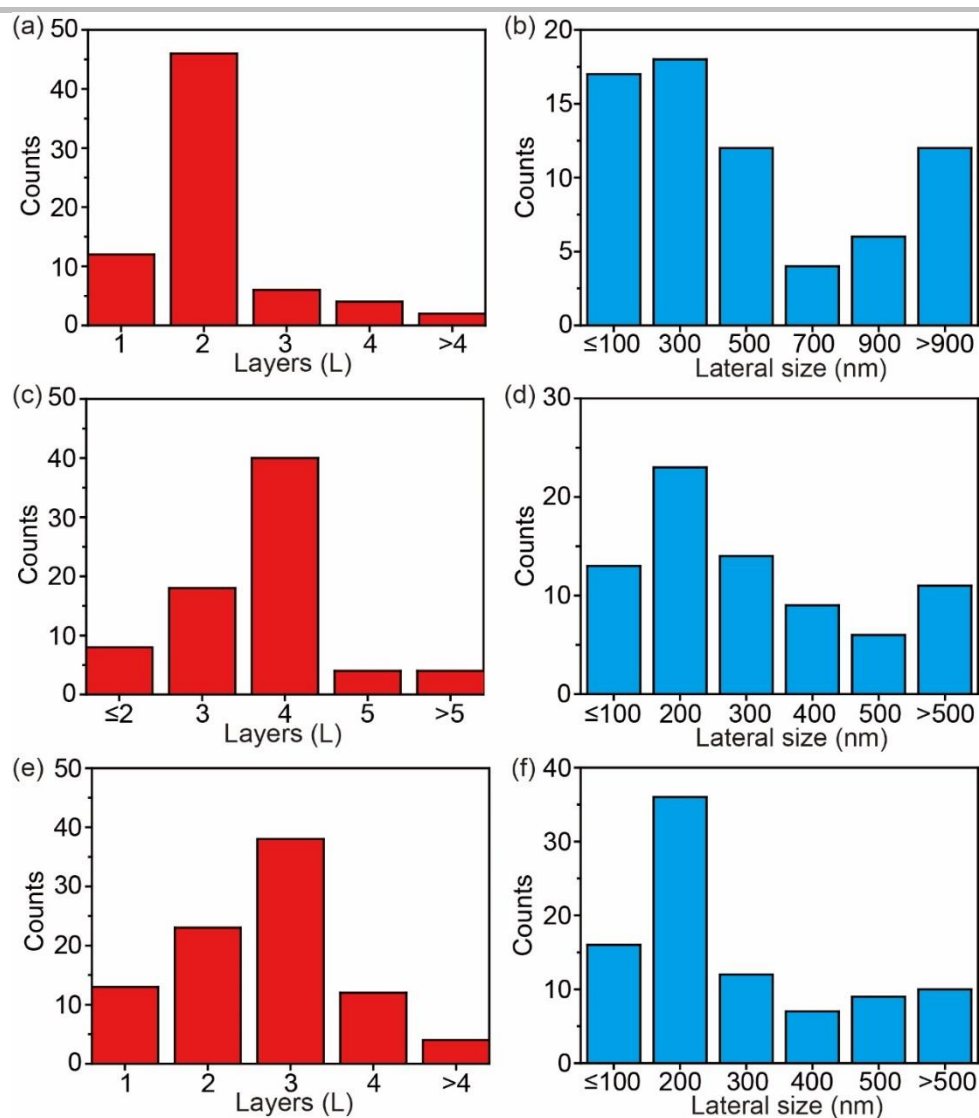 (a)
50
40
30
20
10
0
Counts
1 2 3 4 >4
Layers (L)
(b)
20
15
10
5
0
Counts
≤100 300 500 700 900 >900
Lateral size (nm)
(c)
50
40
30
20
10
0
Counts
≤2 3 4 5 >5
Layers (L)
(d)
30
20
10
0
Counts
≤100 200 300 400 500 >500
Lateral size (nm)
(e)
50
40
30
20
10
0
Counts
1 2 3 4 >4
Layers (L)
(f)
40
30
20
10
0
Counts
≤100 200 300 400 500 >500
Lateral size (nm)